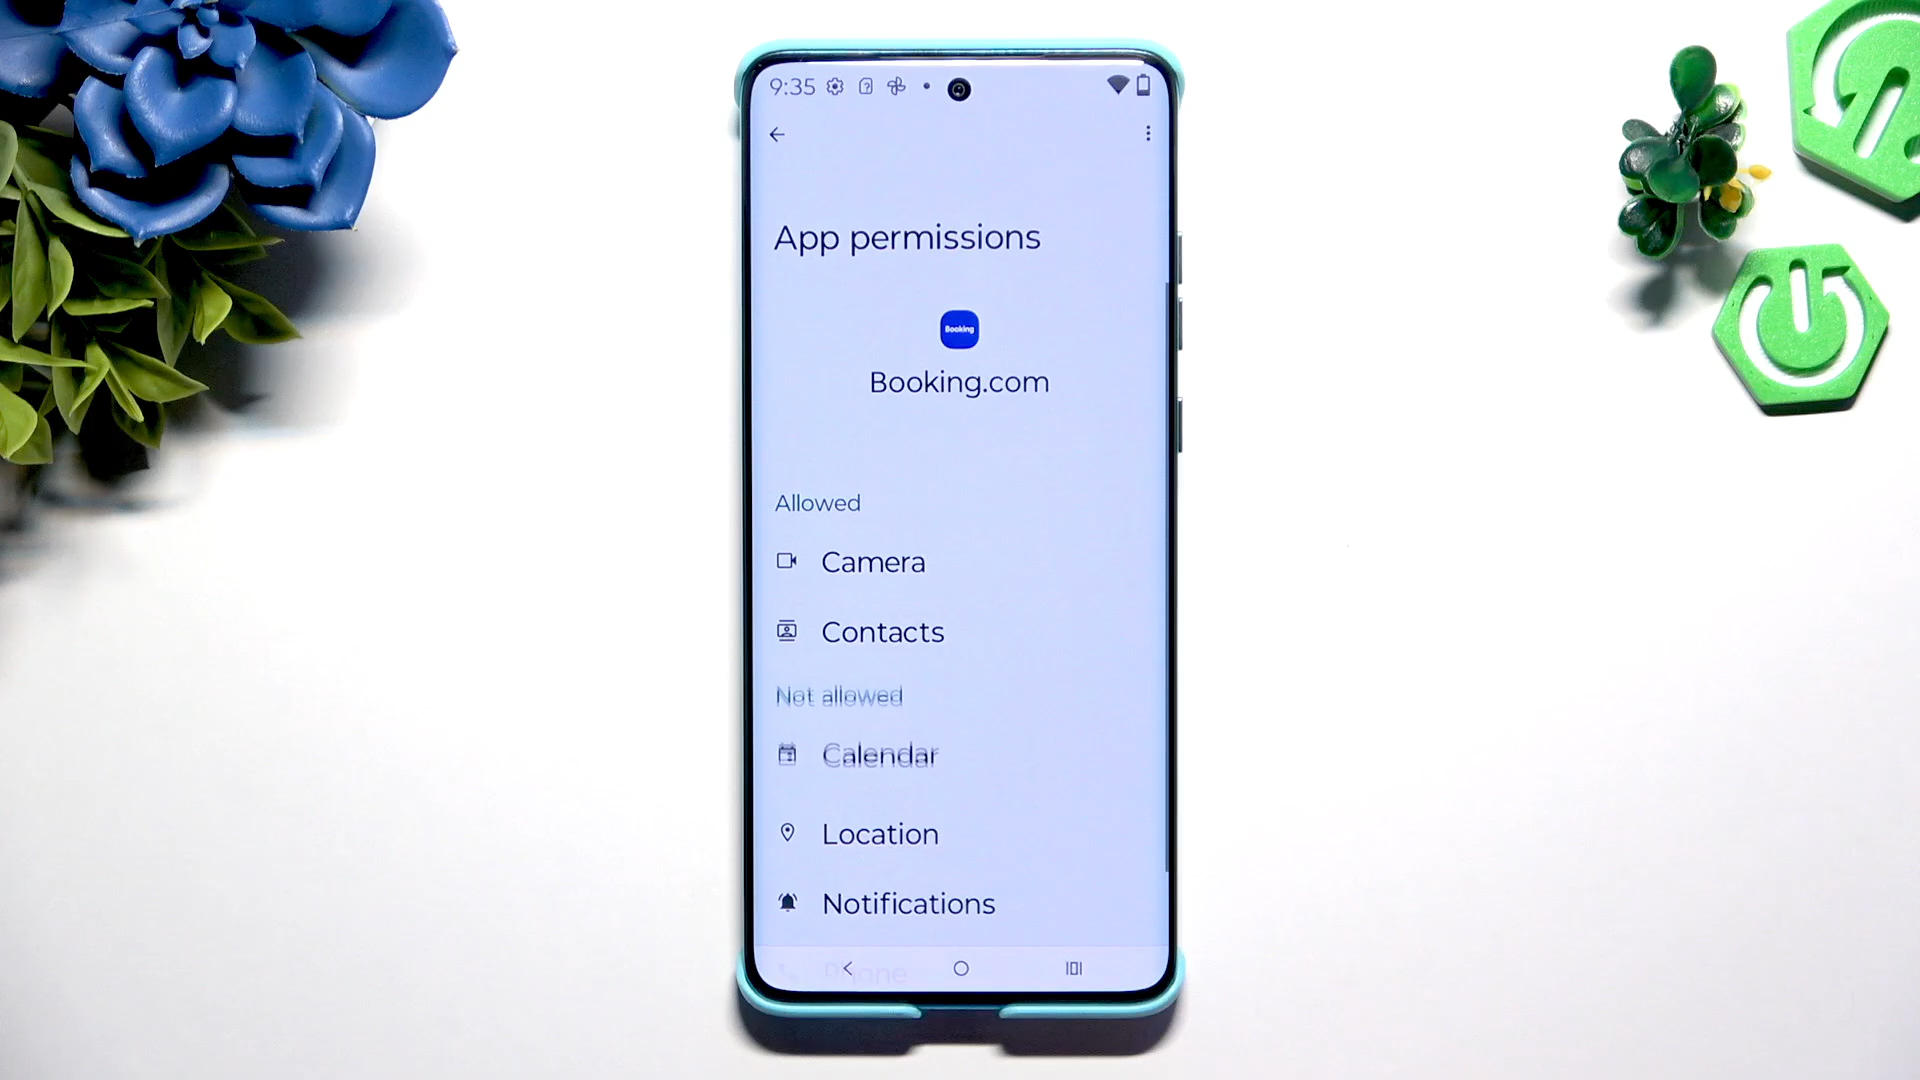 9:35
App permissions
Booking
Booking.com
Allowed
Camera
Contacts
Not allowed
Calendar
Location
Notifications
Phone